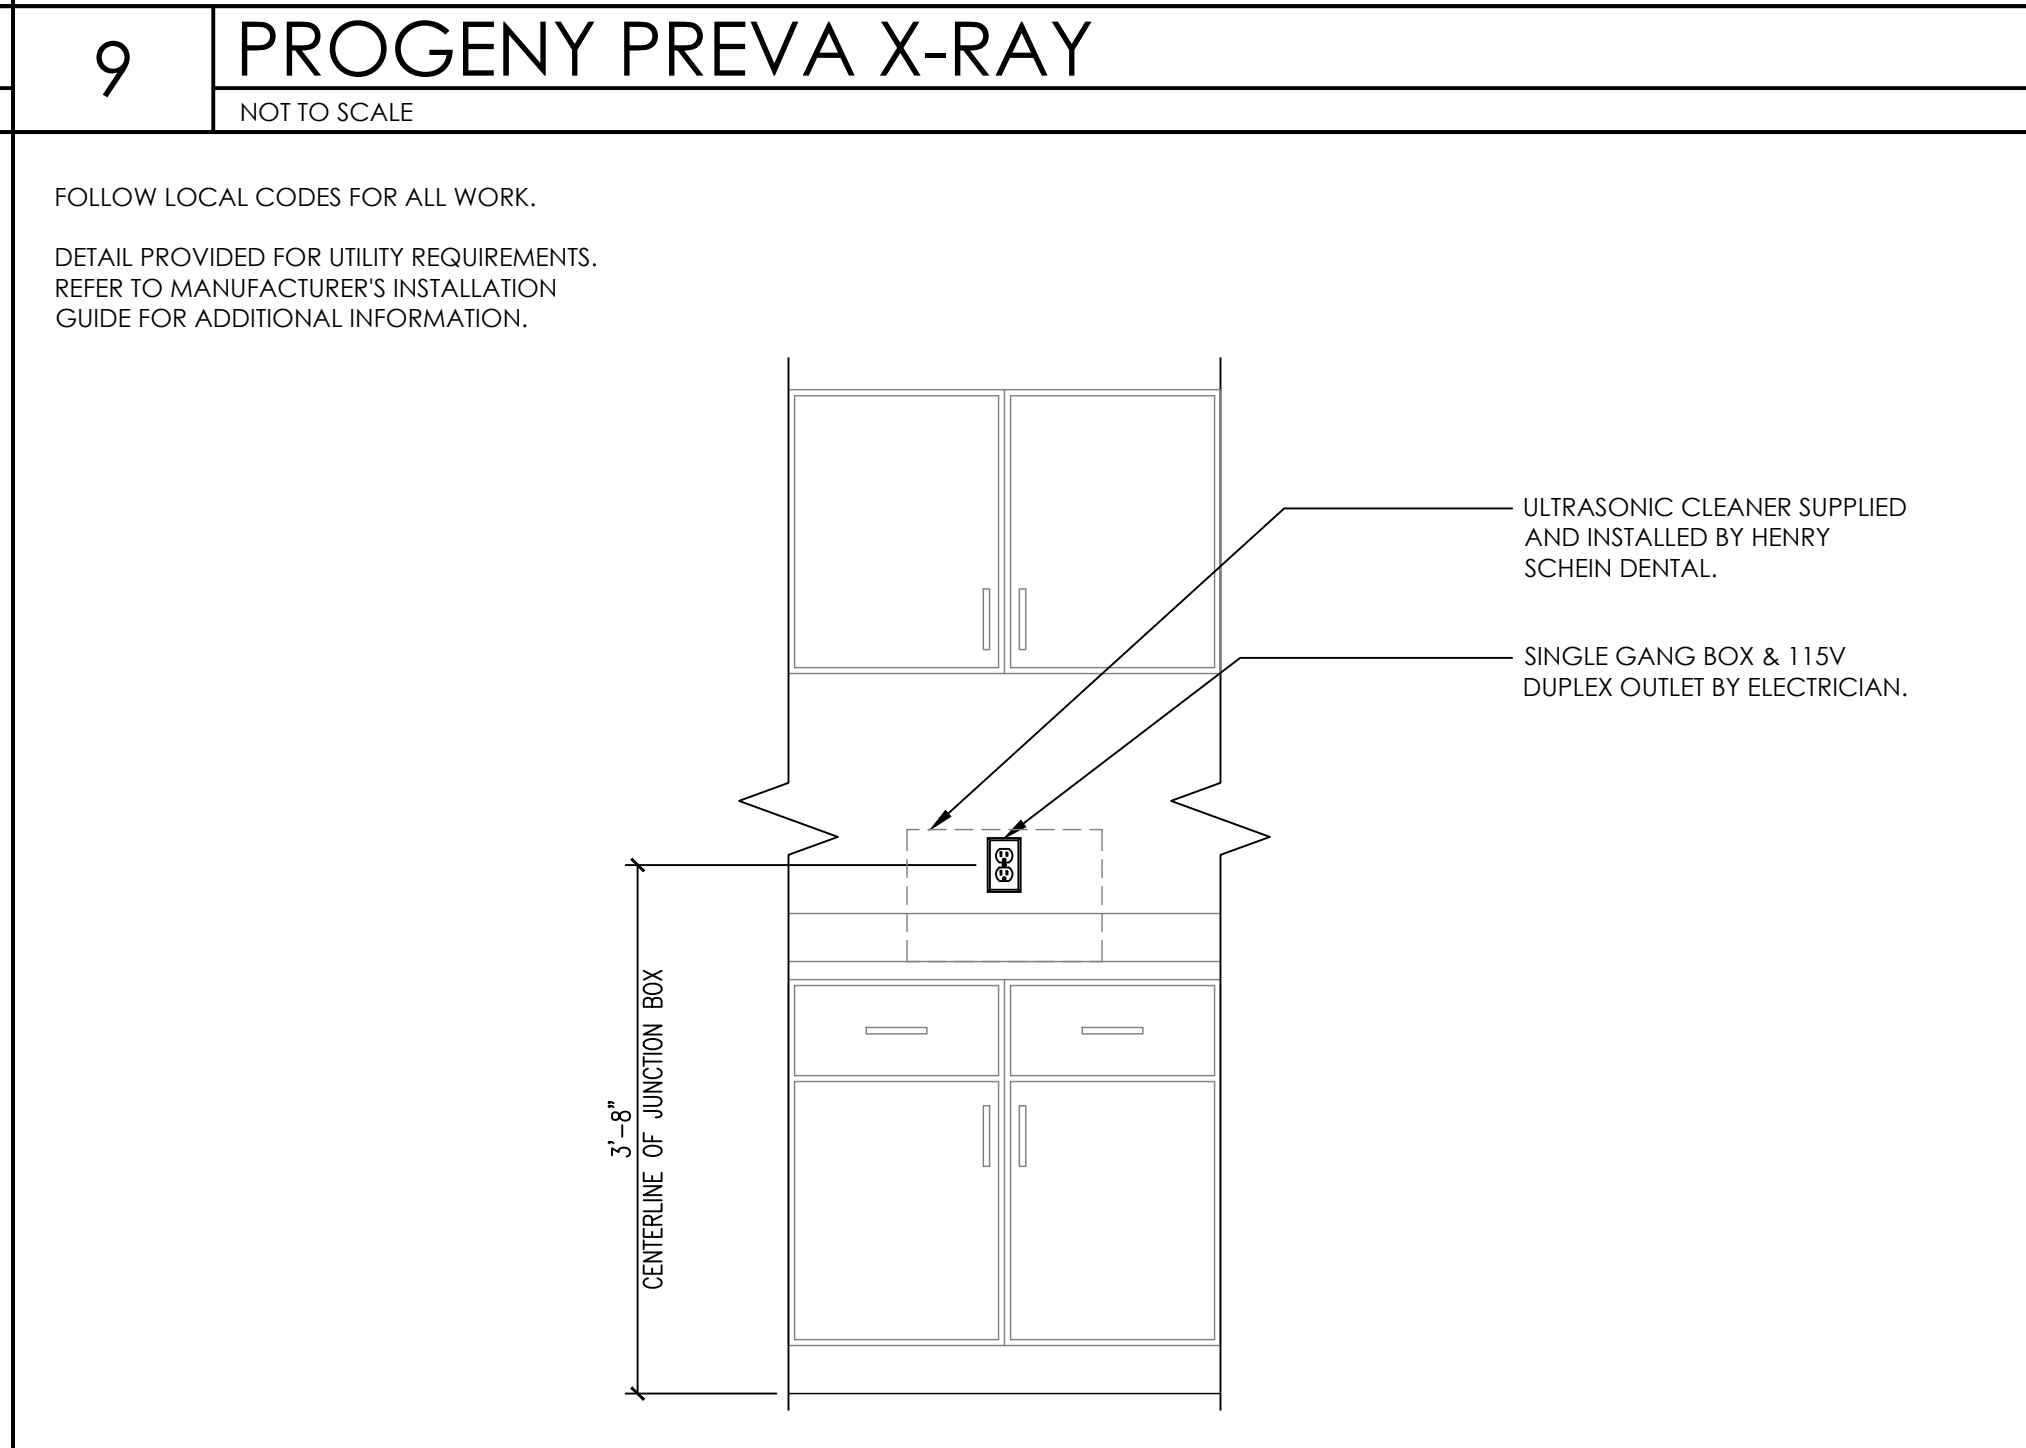 9
PROGENY PREVA X-RAY
NOT TO SCALE
FOLLOW LOCAL CODES FOR ALL WORK.
DETAIL PROVIDED FOR UTILITY REQUIREMENTS.
REFER TO MANUFACTURER'S INSTALLATION
GUIDE FOR ADDITIONAL INFORMATION.
ULTRASONIC CLEANER SUPPLIED
AND INSTALLED BY HENRY
SCHEIN DENTAL.
SINGLE GANG BOX & 115V
DUPLEX OUTLET BY ELECTRICIAN.
3'-8"
CENTERLINE OF JUNCTION BOX